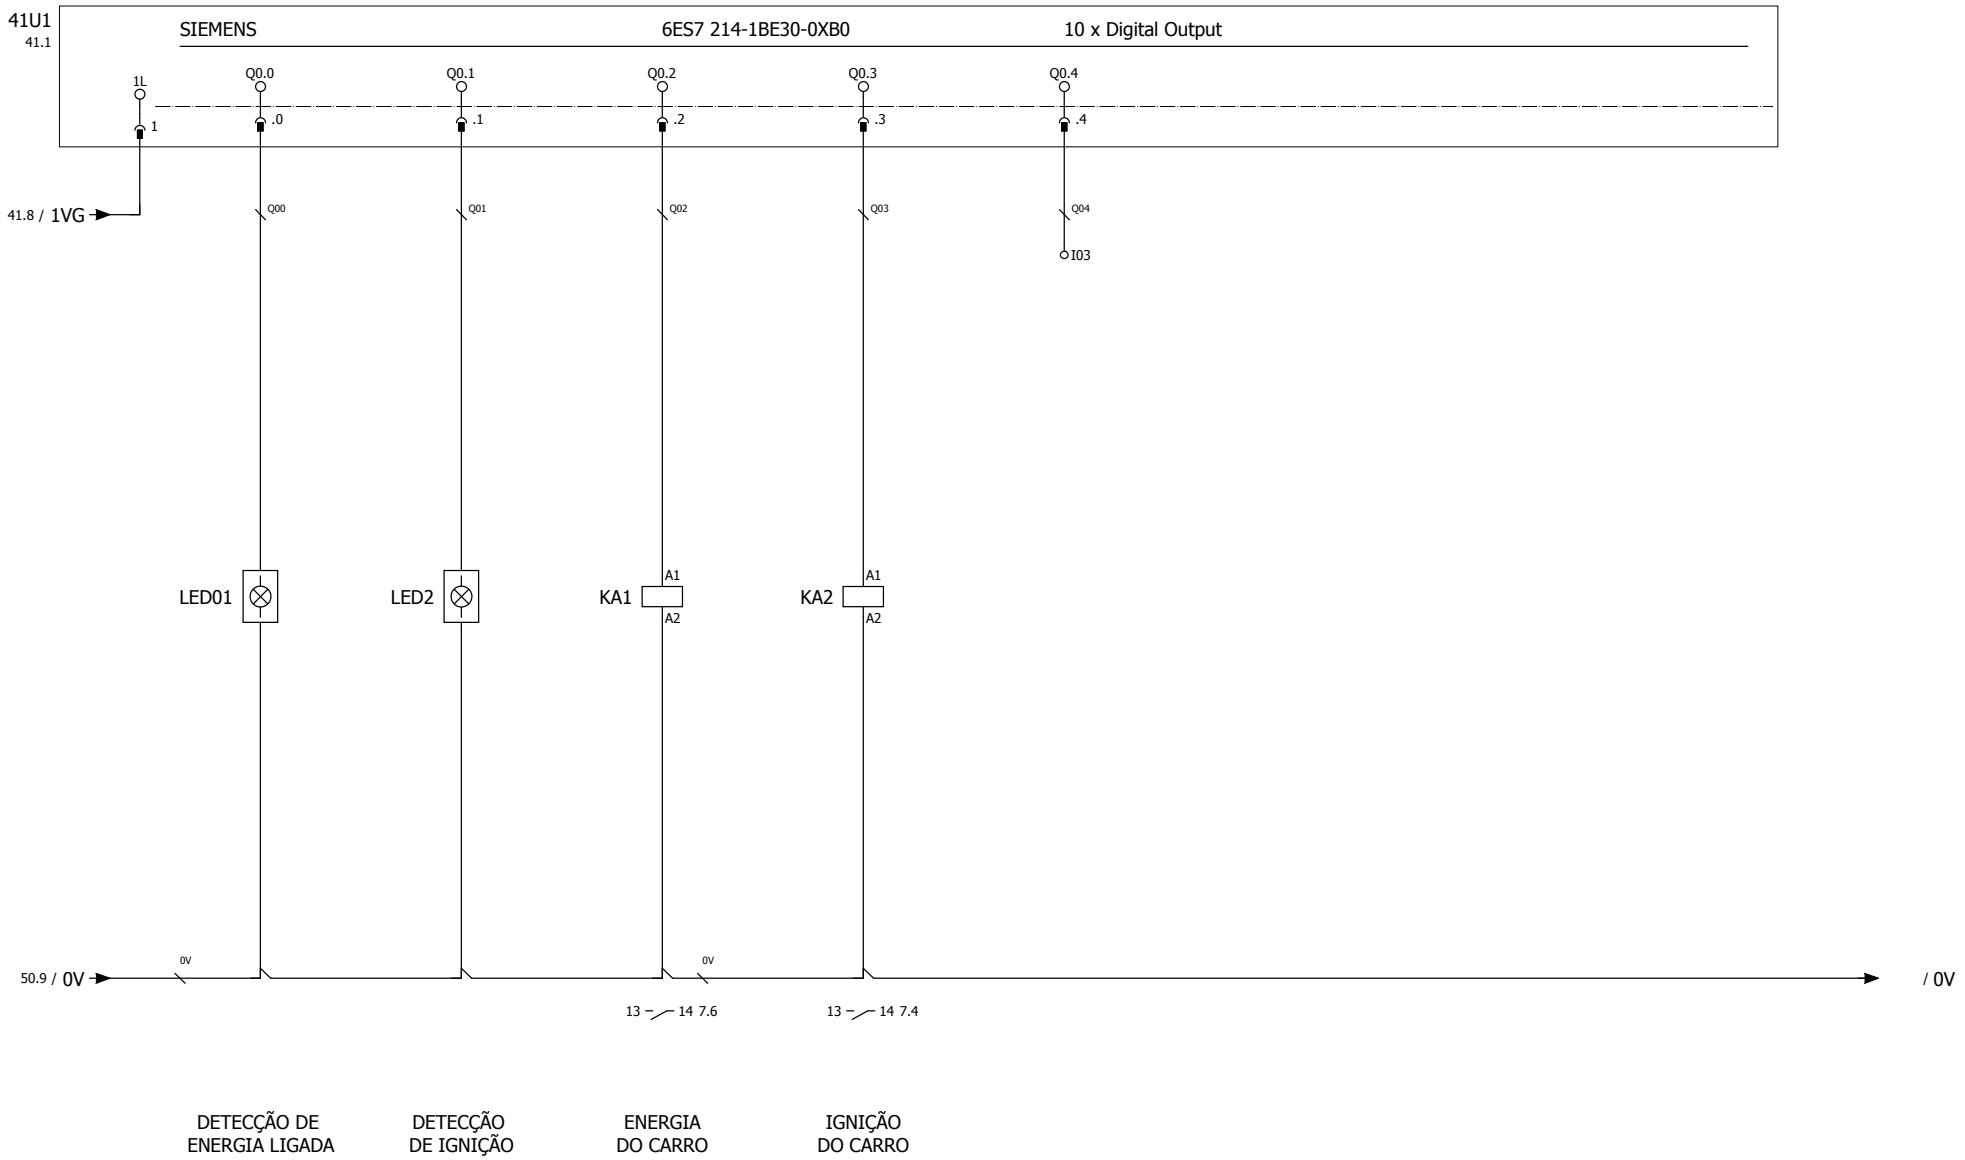 41U1
41.1
SIEMENS 6ES7 214-1BE30-0XB0 10 x Digital Output
1L Q0.0 Q0.1 Q0.2 Q0.3 Q0.4
1 .0 .1 .2 .3 .4
41.8 / 1VG Q00 Q01 Q02 Q03 Q04
I03
A1 A1
LED01 LED2 KA1 KA2
A2 A2
0V 0V
50.9 / 0V / 0V
13 14 7.6 13 14 7.4
DETECÇÃO DE DETECÇÃO ENERGIA IGNIÇÃO
ENERGIA LIGADA DE IGNIÇÃO DO CARRO DO CARRO